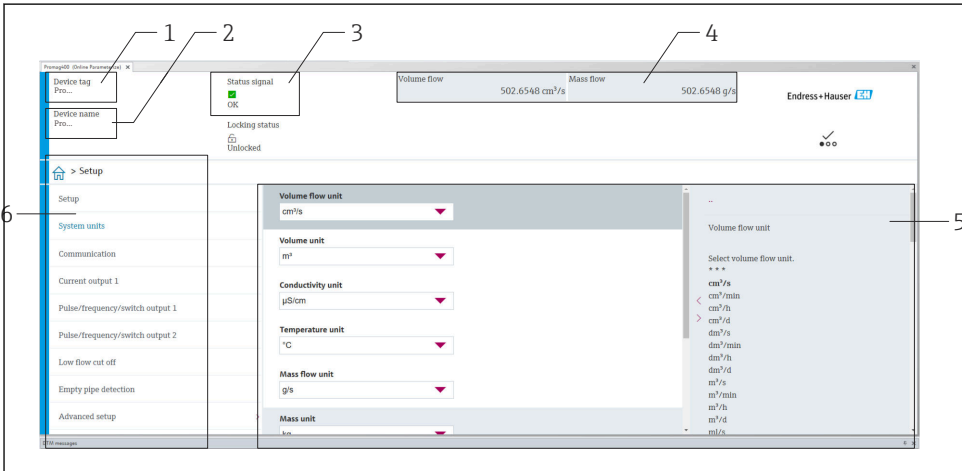 1
2
3
4
Promag400 (Online Parameterize) ×
Device tag
Pro...
Status signal
OK
Volume flow
502.6548 cm³/s
Mass flow
502.6548 g/s
Endress+Hauser EH
Device name
Pro...
Locking status
Unlocked
> Setup
6
5
Setup
System units
Communication
Current output 1
Pulse/frequency/switch output 1
Pulse/frequency/switch output 2
Low flow cut off
Empty pipe detection
Advanced setup
Volume flow unit
cm³/s
Volume unit
m³
Conductivity unit
µS/cm
Temperature unit
°C
Mass flow unit
g/s
Mass unit
kg
..
Volume flow unit
Select volume flow unit.
* * *
cm³/s
cm³/min
cm³/h
cm³/d
dm³/s
dm³/min
dm³/h
dm³/d
m³/s
m³/min
m³/h
m³/d
ml/s
DTM messages